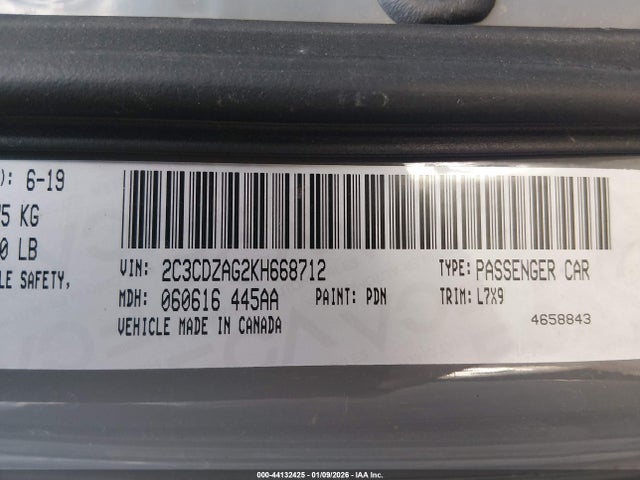 ): 6-19
5 KG
0 LB
LE SAFETY,
VIN: 2C3CDZAG2KH668712 TYPE: PASSENGER CAR
MDH: 060616 445AA PAINT: PDN TRIM: L7X9
VEHICLE MADE IN CANADA
4658843
000-44132425 - 01/09/2026 - IAA Inc.